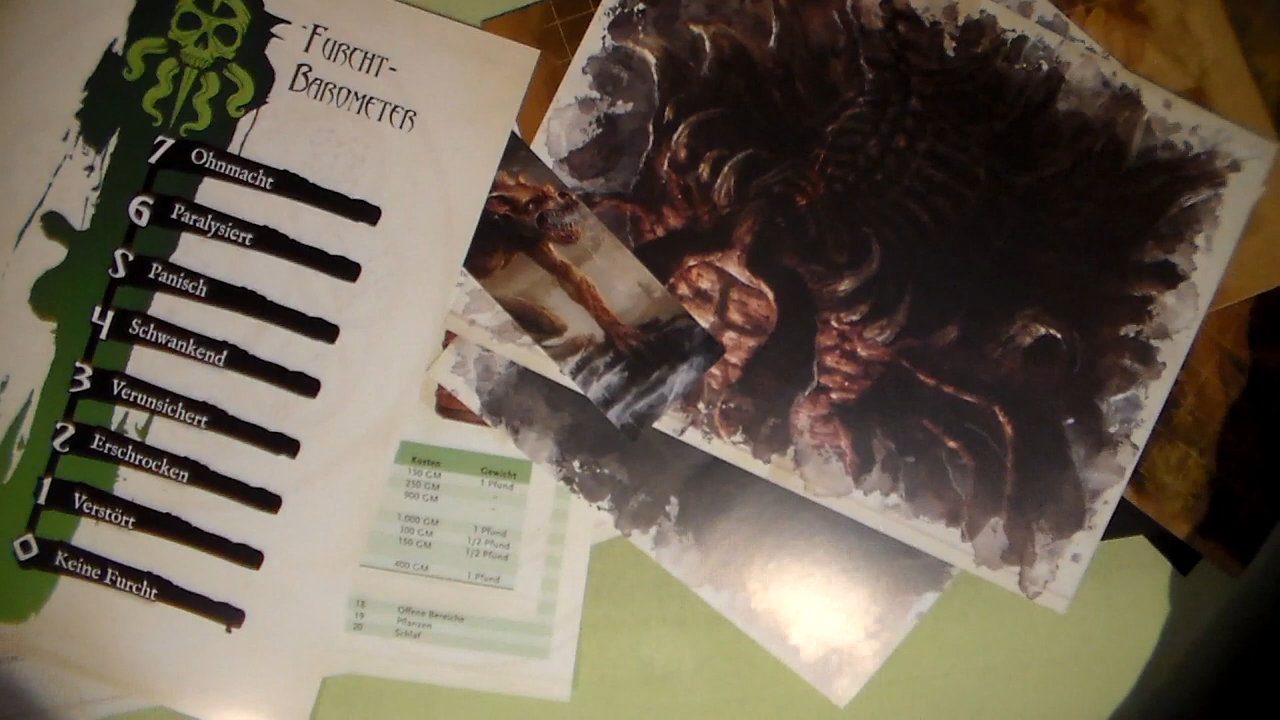 FURCHT-
BAROMETER
7 Ohnmacht
6 Paralysiert
5 Panisch
4 Schwankend
3 Verunsichert
2 Erschrocken
1 Verstört
0 Keine Furcht
Kosten Gewicht
150 GM 1 Pfund
250 GM -
900 GM
1.000 GM 1 Pfund
300 GM 1/2 Pfund
150 GM 1/2 Pfund
400 GM 1 Pfund
18 Offene Bereiche
19 Pflanzen
20 Schlaf